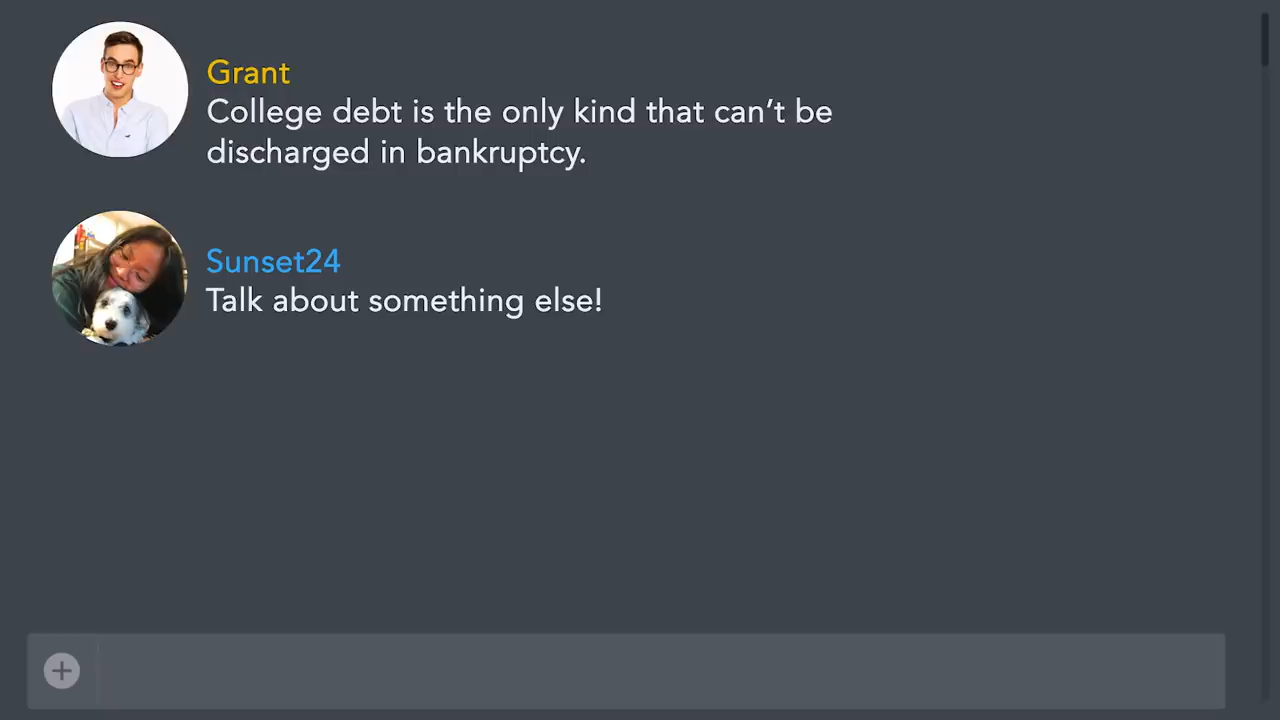 Grant
College debt is the only kind that can’t be
discharged in bankruptcy.
Sunset24
Talk about something else!